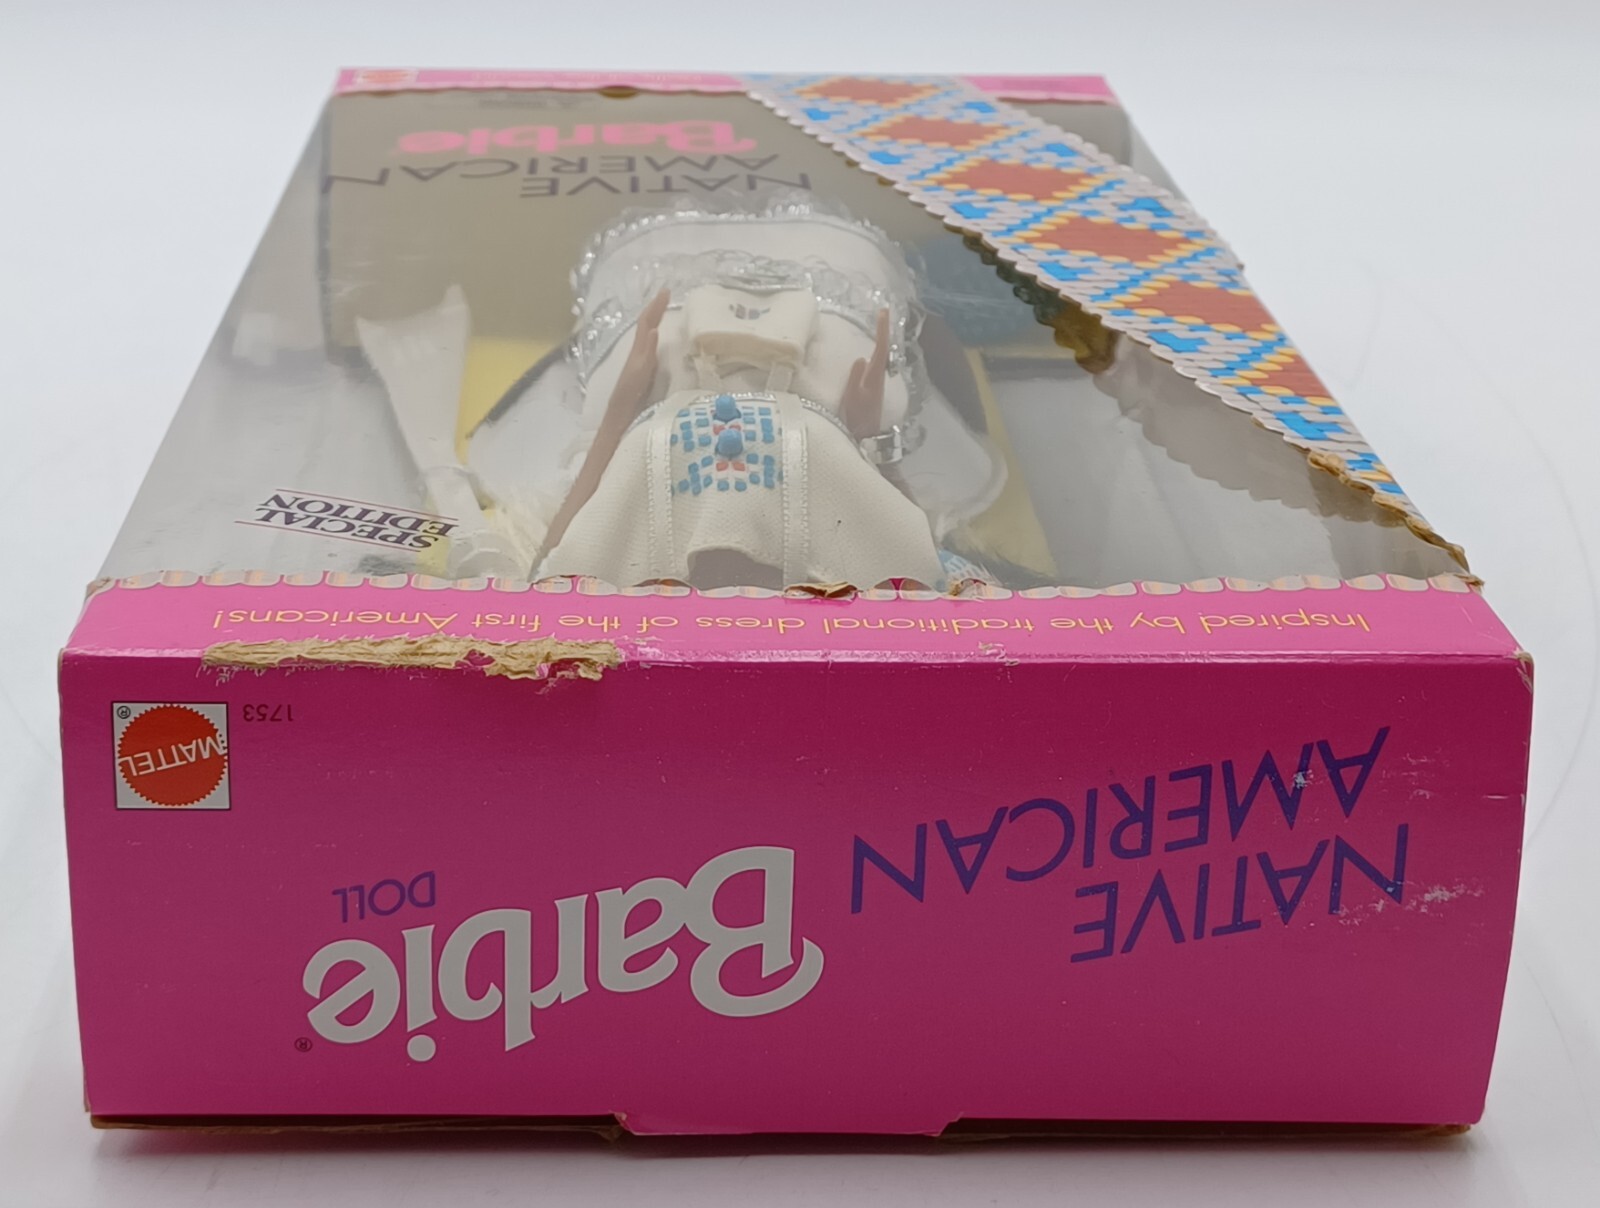 NATIVE
AMERICAN
Barbie
SPECIAL
EDITION
Inspired by the traditional dress of the first Americans!
1753
MATTEL
®
NATIVE
AMERICAN
Barbie®
DOLL